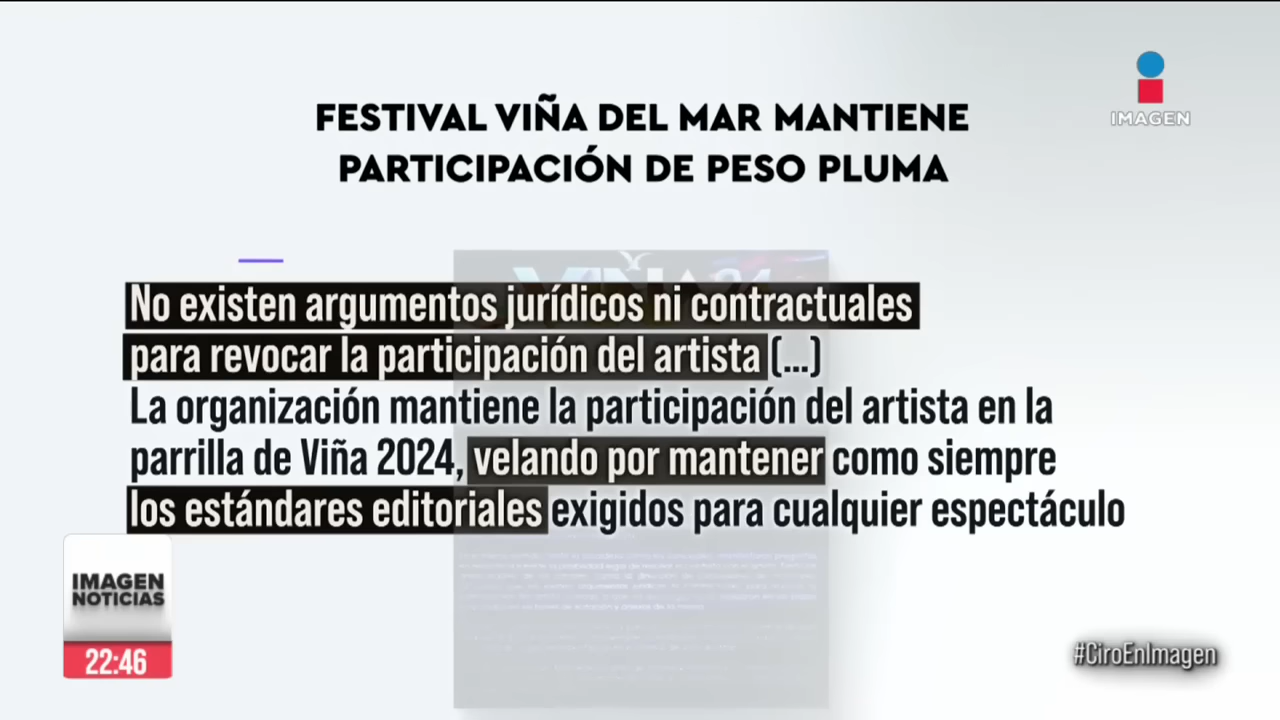 FESTIVAL VIÑA DEL MAR MANTIENE
PARTICIPACIÓN DE PESO PLUMA
IMAGEN
No existen argumentos jurídicos ni contractuales
para revocar la participación del artista (...)
La organización mantiene la participación del artista en la
parrilla de Viña 2024, velando por mantener como siempre
los estándares editoriales exigidos para cualquier espectáculo
IMAGEN
NOTICIAS
22:46
#CiroEnImagen